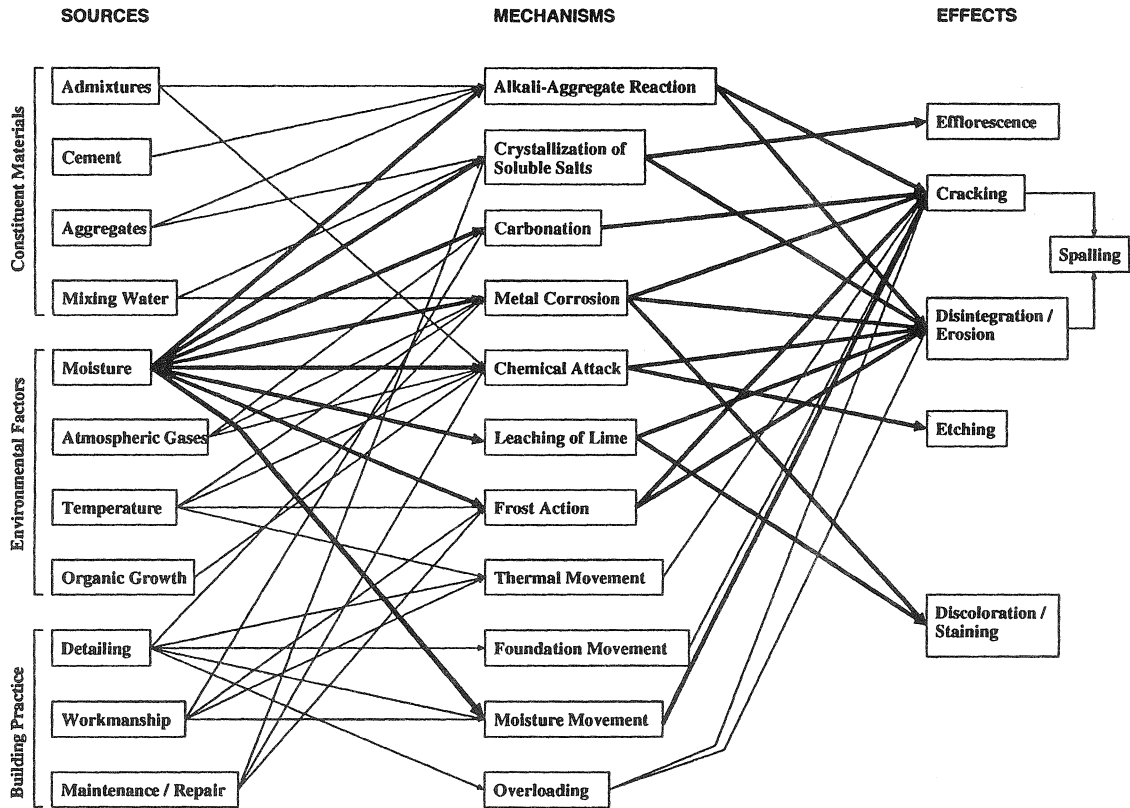 SOURCES
MECHANISMS
EFFECTS
Constituent Materials
Admixtures
Cement
Aggregates
Mixing Water
Environmental Factors
Moisture
Atmospheric Gases
Temperature
Organic Growth
Building Practice
Detailing
Workmanship
Maintenance / Repair
Alkali-Aggregate Reaction
Crystallization of
Soluble Salts
Carbonation
Metal Corrosion
Chemical Attack
Leaching of Lime
Frost Action
Thermal Movement
Foundation Movement
Moisture Movement
Overloading
Efflorescence
Cracking
Spalling
Disintegration /
Erosion
Etching
Discoloration /
Staining